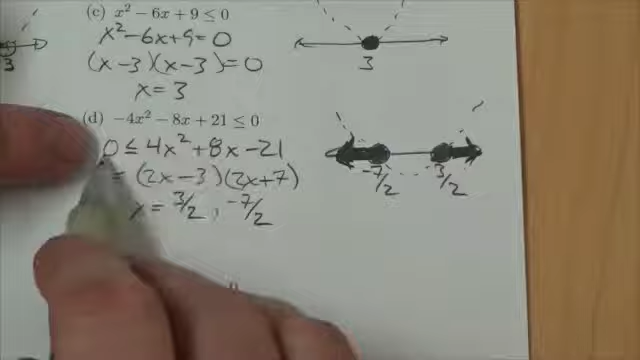 (c) x² − 6x + 9 ≤ 0
x² − 6x + 9 = 0
(x − 3)(x − 3) = 0
x = 3
3
3
(d) −4x² − 8x + 21 ≤ 0
0 ≤ 4x² + 8x − 21
= (2x − 3)(2x + 7)
x = 3/2 , −7/2
−7/2 3/2